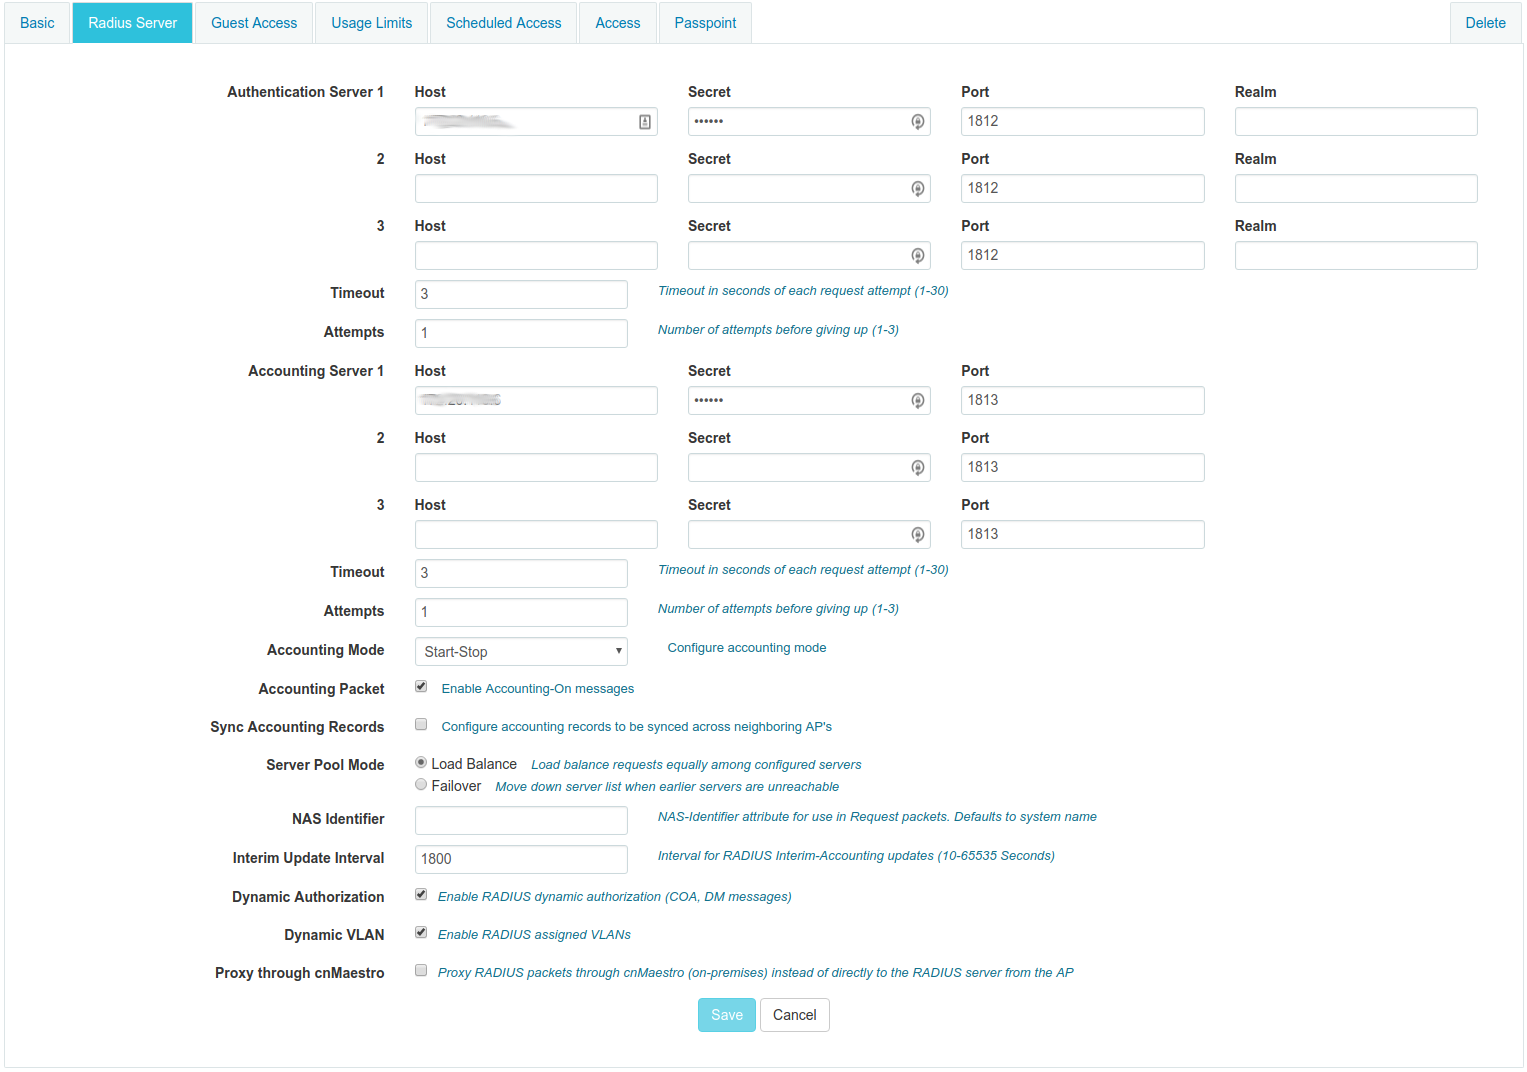 Basic Radius Server Guest Access Usage Limits Scheduled Access Access Passpoint Delete
Authentication Server 1 Host Secret Port Realm
•••••• 1812
2 Host Secret Port Realm
1812
3 Host Secret Port Realm
1812
Timeout 3 Timeout in seconds of each request attempt (1-30)
Attempts 1 Number of attempts before giving up (1-3)
Accounting Server 1 Host Secret Port
•••••• 1813
2 Host Secret Port
1813
3 Host Secret Port
1813
Timeout 3 Timeout in seconds of each request attempt (1-30)
Attempts 1 Number of attempts before giving up (1-3)
Accounting Mode Start-Stop Configure accounting mode
Accounting Packet Enable Accounting-On messages
Sync Accounting Records Configure accounting records to be synced across neighboring AP's
Server Pool Mode Load Balance Load balance requests equally among configured servers
Failover Move down server list when earlier servers are unreachable
NAS Identifier NAS-Identifier attribute for use in Request packets. Defaults to system name
Interim Update Interval 1800 Interval for RADIUS Interim-Accounting updates (10-65535 Seconds)
Dynamic Authorization Enable RADIUS dynamic authorization (COA, DM messages)
Dynamic VLAN Enable RADIUS assigned VLANs
Proxy through cnMaestro Proxy RADIUS packets through cnMaestro (on-premises) instead of directly to the RADIUS server from the AP
Save Cancel